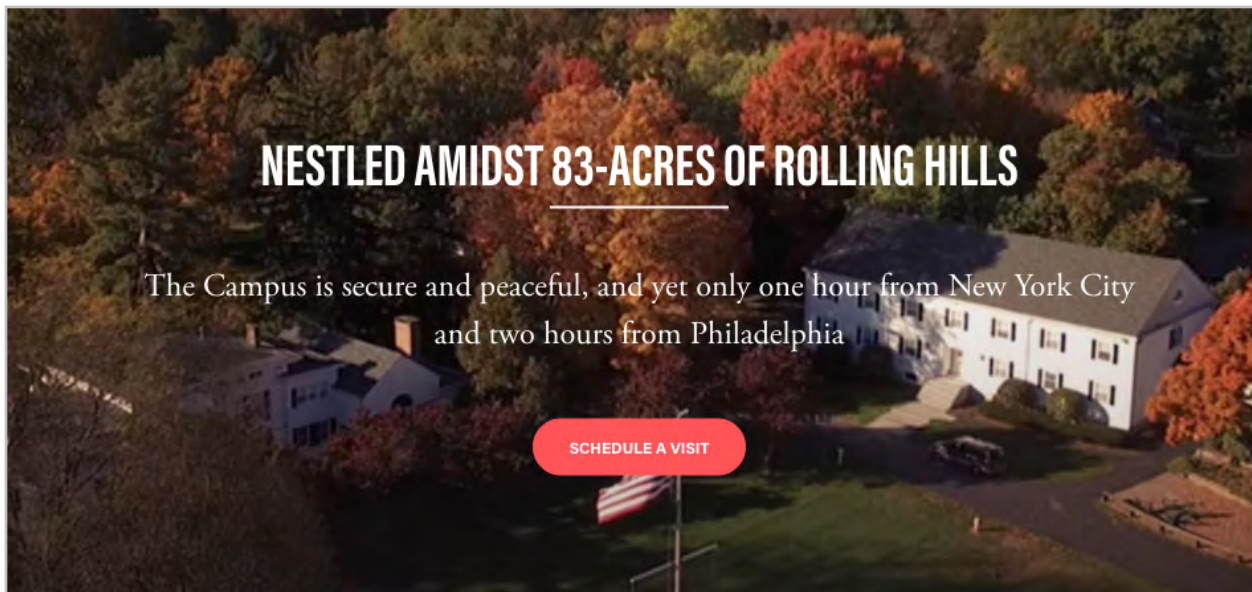 NESTLED AMIDST 83-ACRES OF ROLLING HILLS
The Campus is secure and peaceful, and yet only one hour from New York City
and two hours from Philadelphia
SCHEDULE A VISIT